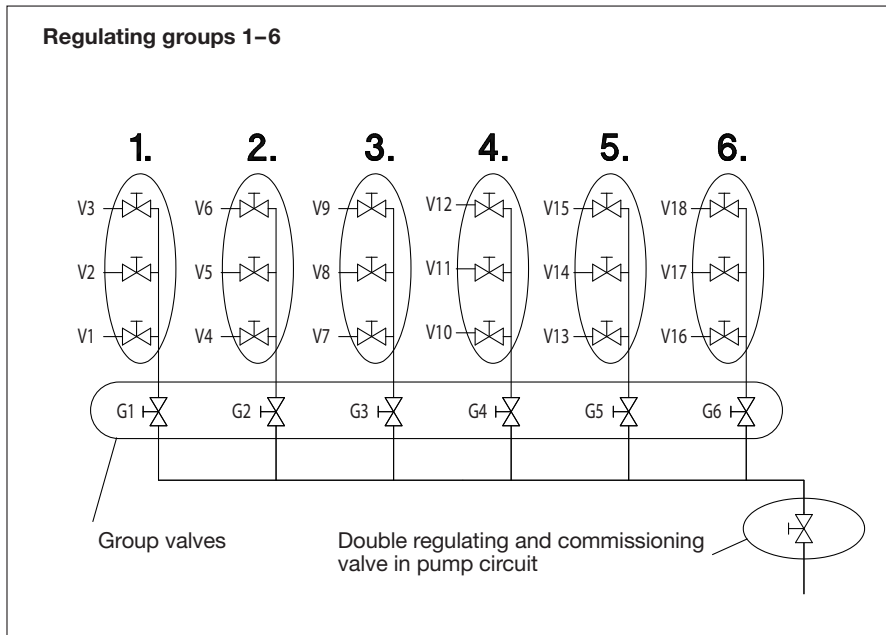 Regulating groups 1–6
1. 2. 3. 4. 5. 6.
V3 V6 V9 V12 V15 V18
V2 V5 V8 V11 V14 V17
V1 V4 V7 V10 V13 V16
G1 G2 G3 G4 G5 G6
Group valves
Double regulating and commissioning
valve in pump circuit